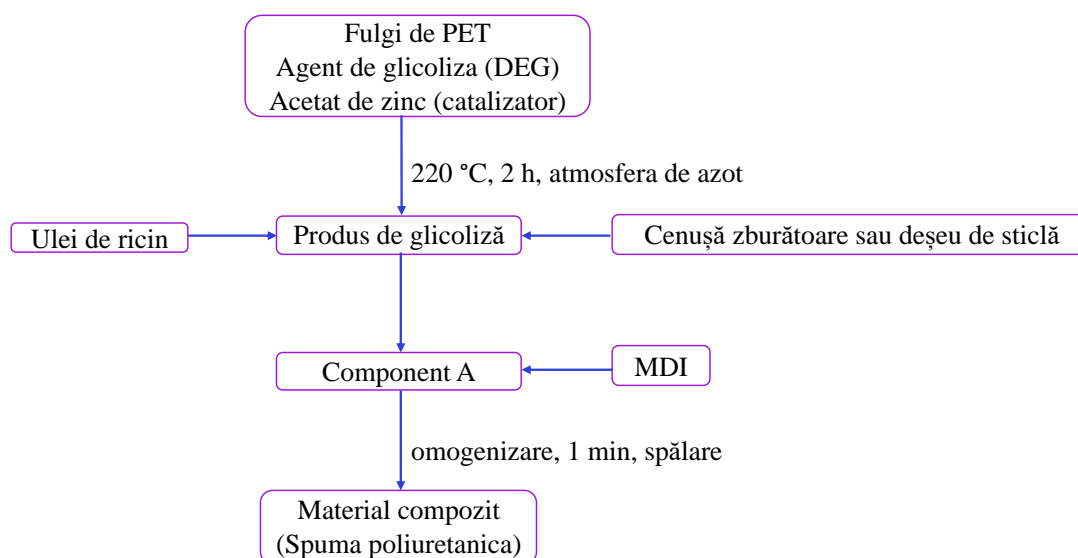 Fulgi de PET
Agent de glicoliza (DEG)
Acetat de zinc (catalizator)
220 °C, 2 h, atmosfera de azot
Ulei de ricin
Produs de glicoliză
Cenușă zburătoare sau deșeu de sticlă
Component A
MDI
omogenizare, 1 min, spălare
Material compozit
(Spuma poliuretanica)